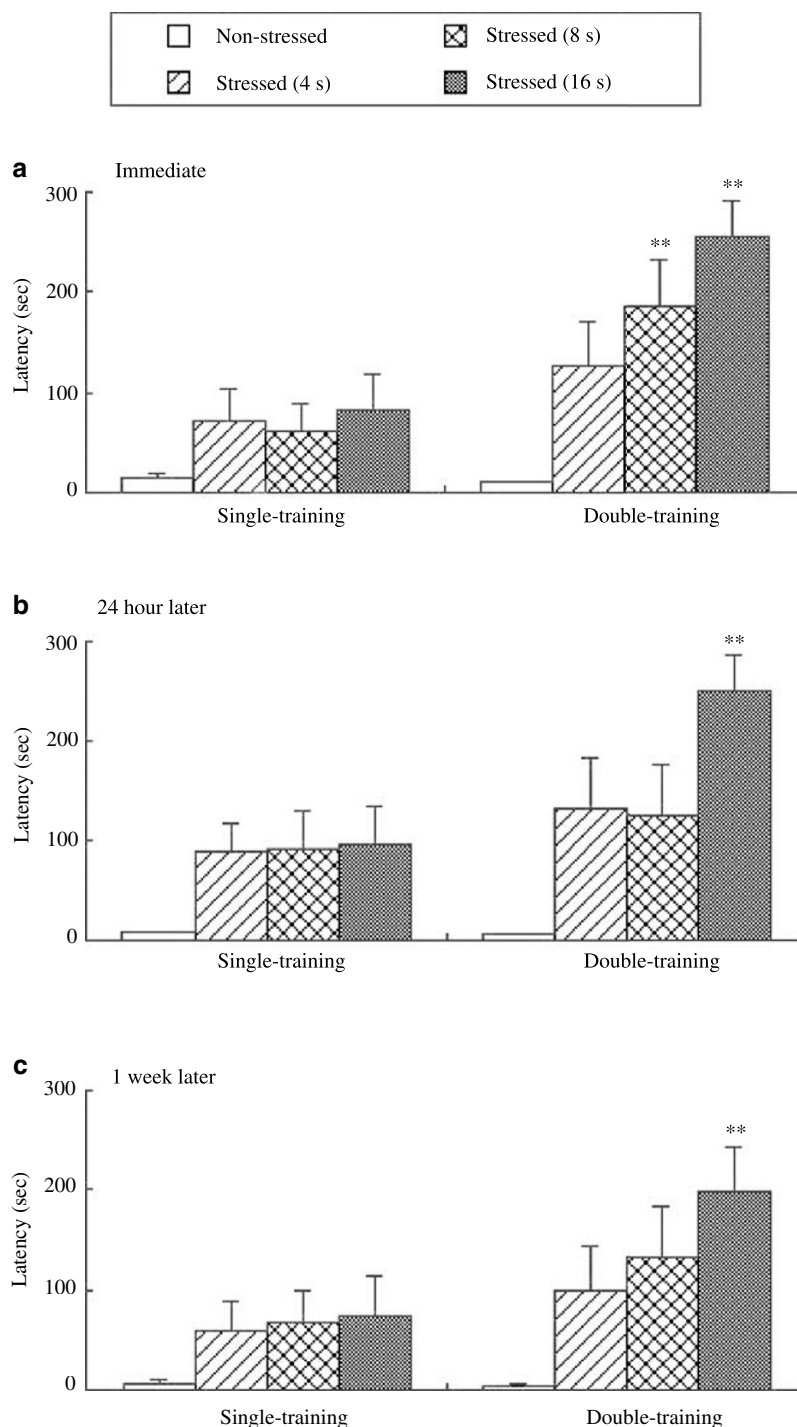 Non-stressed
Stressed (8 s)
Stressed (4 s)
Stressed (16 s)
a
Immediate
300
200
100
0
Latency (sec)
**
**
Single-training
Double-training
b
24 hour later
300
200
100
0
Latency (sec)
**
Single-training
Double-training
c
1 week later
300
200
100
0
Latency (sec)
**
Single-training
Double-training